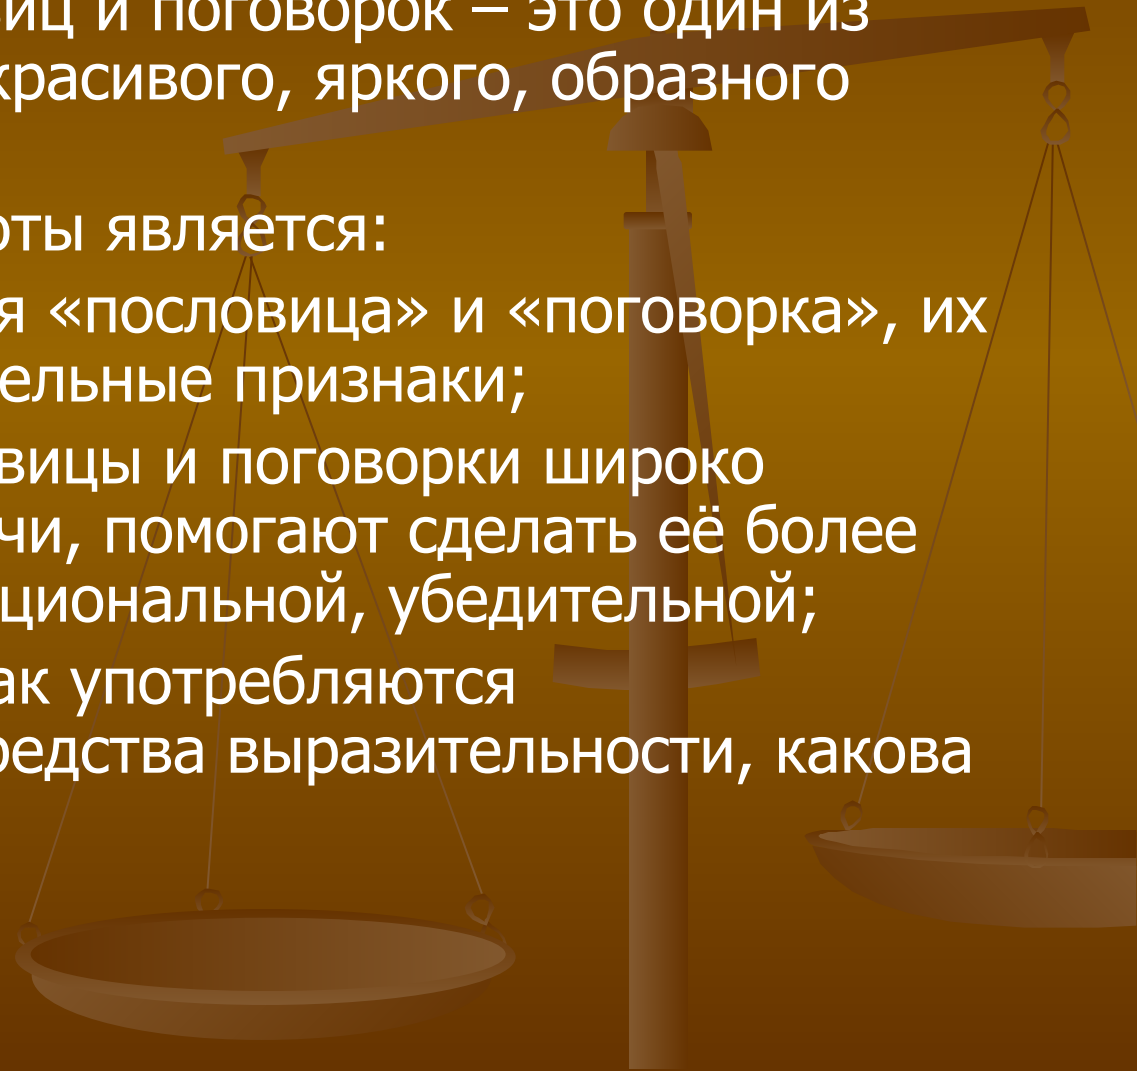 виц и поговорок – это один из
красивого, яркого, образного
оты является:
я «пословица» и «поговорка», их
ельные признаки;
вицы и поговорки широко
чи, помогают сделать её более
циональной, убедительной;
ак употребляются
редства выразительности, какова